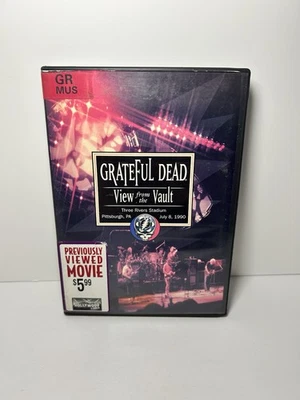 GR
MUS
GRATEFUL DEAD
View from the Vault
Three Rivers Stadium
Pittsburgh, PA July 8, 1990
PREVIOUSLY
VIEWED
MOVIE
$5.99
HOLLYWOOD